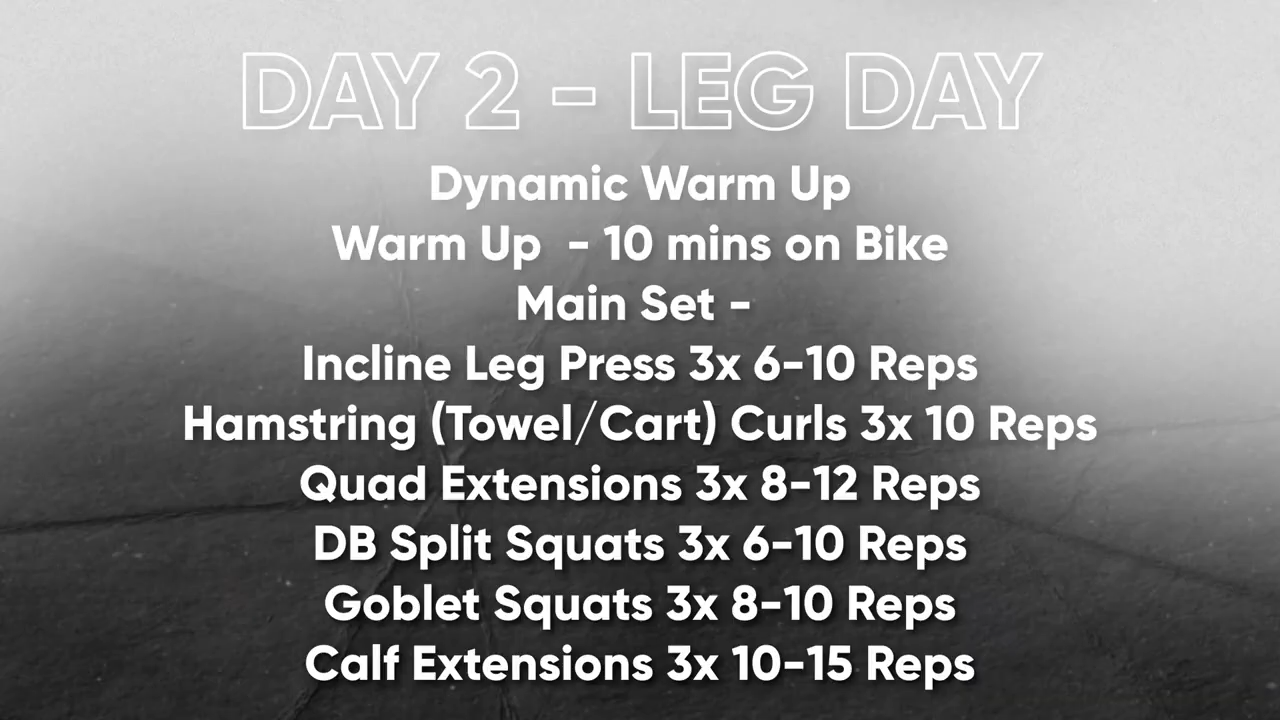 DAY 2 - LEG DAY
Dynamic Warm Up
Warm Up  - 10 mins on Bike
Main Set -
Incline Leg Press 3x 6-10 Reps
Hamstring (Towel/Cart) Curls 3x 10 Reps
Quad Extensions 3x 8-12 Reps
DB Split Squats 3x 6-10 Reps
Goblet Squats 3x 8-10 Reps
Calf Extensions 3x 10-15 Reps